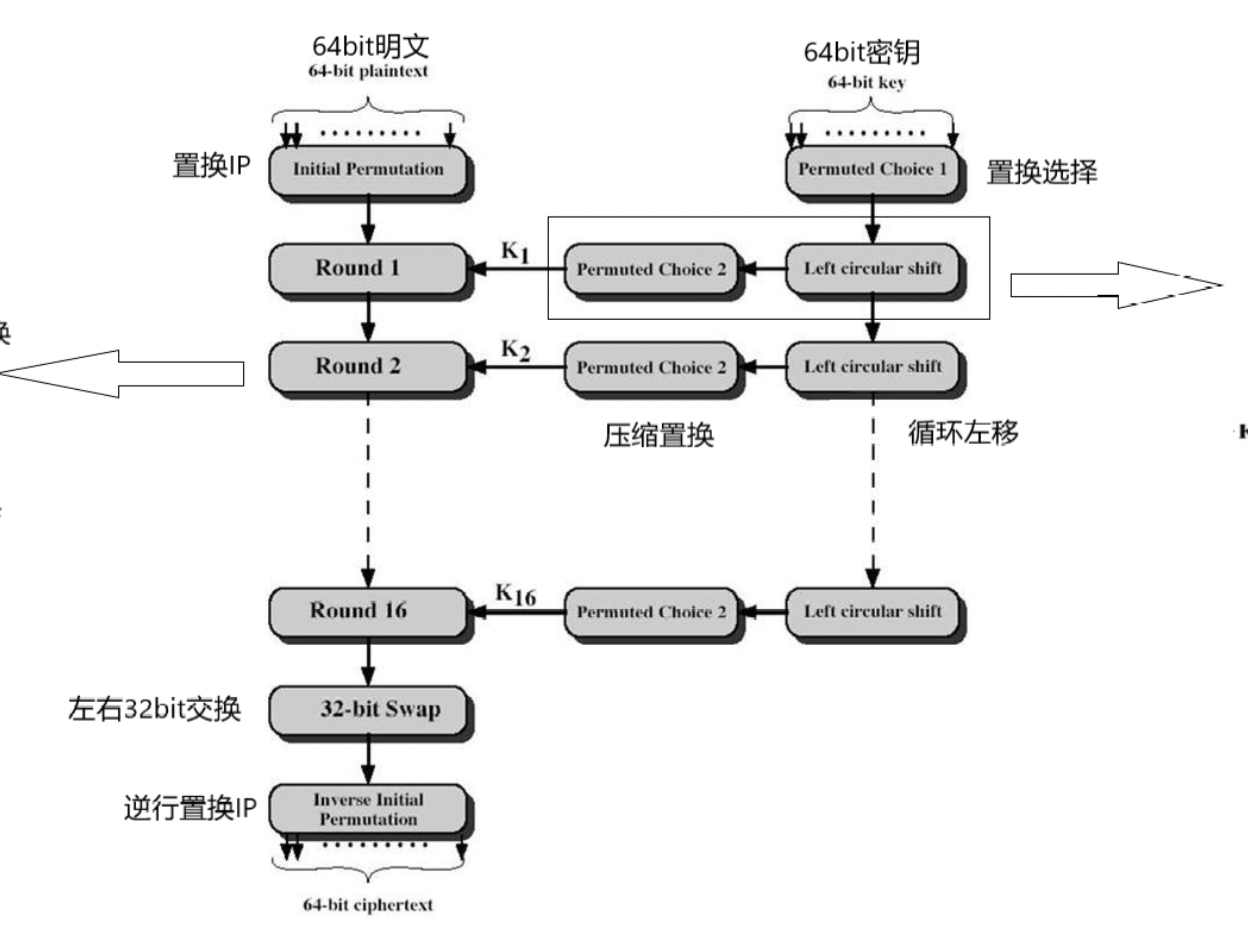 64bit明文
64-bit plaintext
64bit密钥
64-bit key
置换IP
Initial Permutation
Permuted Choice 1
置换选择
Round 1
K1
Permuted Choice 2
Left circular shift
换
Round 2
K2
Permuted Choice 2
Left circular shift
压缩置换
循环左移
Round 16
K16
Permuted Choice 2
Left circular shift
左右32bit交换
32-bit Swap
逆行置换IP
Inverse Initial
Permutation
64-bit ciphertext